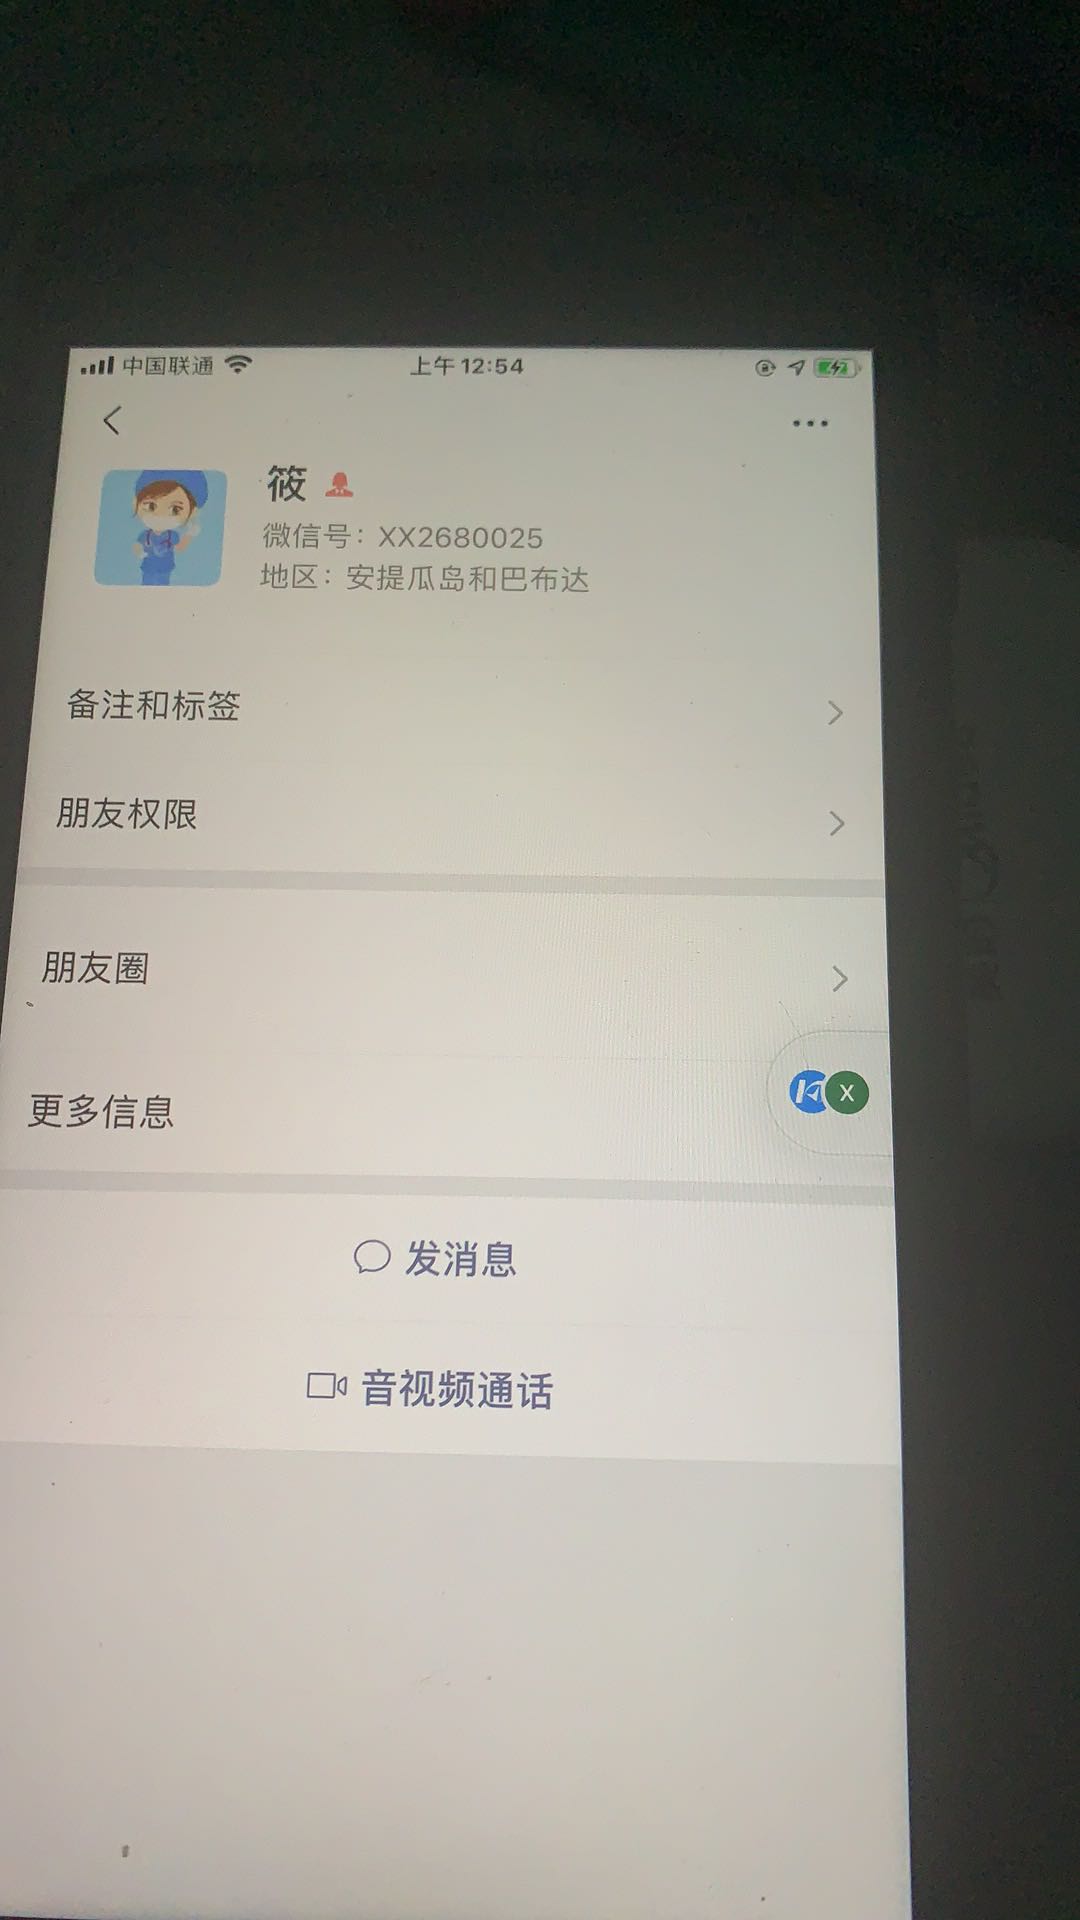 中国联通 上午12:54
筱
微信号：XX2680025
地区：安提瓜岛和巴布达
备注和标签
朋友权限
朋友圈
更多信息
X
发消息
音视频通话